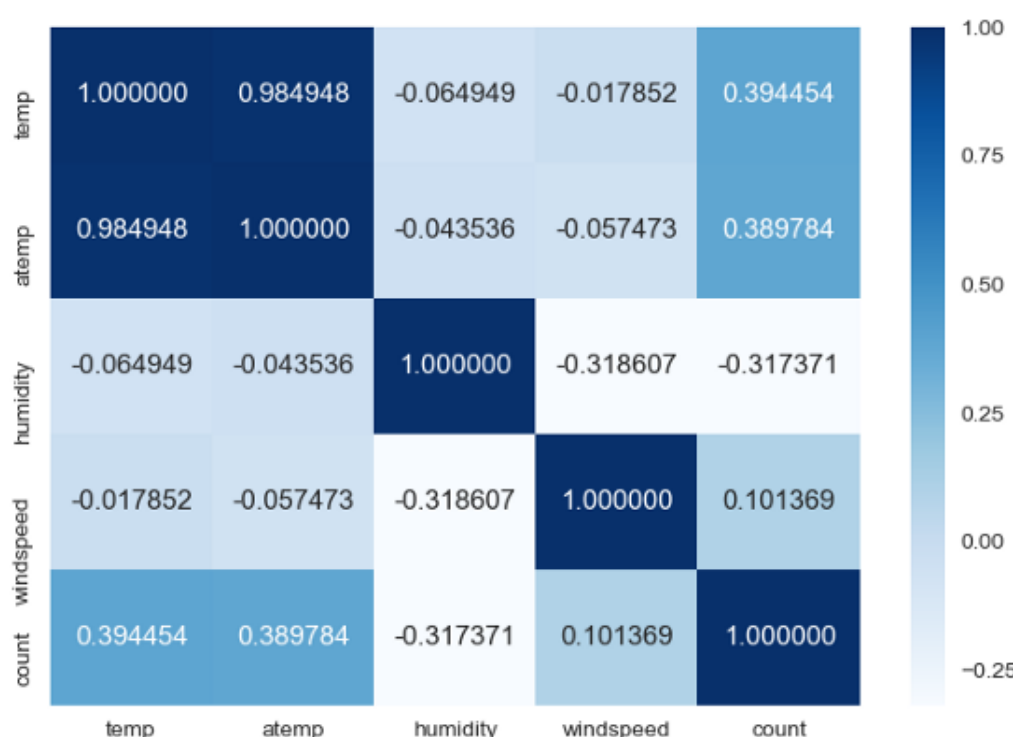 1.00
temp 1.000000 0.984948 -0.064949 -0.017852 0.394454
0.75
atemp 0.984948 1.000000 -0.043536 -0.057473 0.389784
0.50
humidity -0.064949 -0.043536 1.000000 -0.318607 -0.317371
0.25
windspeed -0.017852 -0.057473 -0.318607 1.000000 0.101369
0.00
count 0.394454 0.389784 -0.317371 0.101369 1.000000
−0.25
temp atemp humidity windspeed count